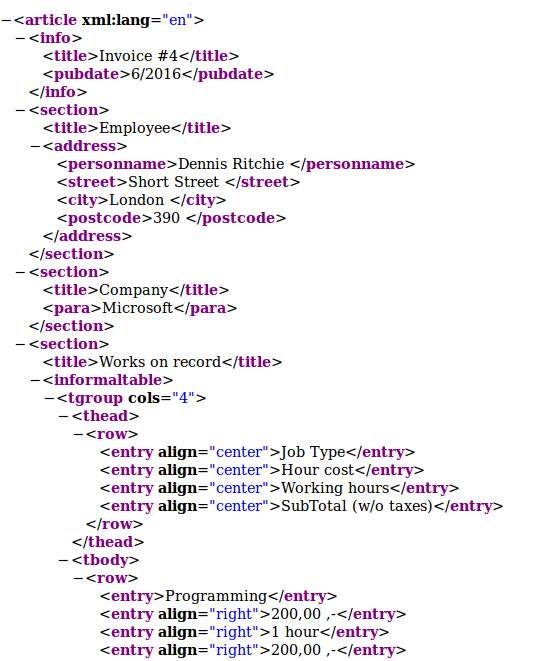 −<article xml:lang="en">
−<info>
<title>Invoice #4</title>
<pubdate>6/2016</pubdate>
</info>
−<section>
<title>Employee</title>
−<address>
<personname>Dennis Ritchie </personname>
<street>Short Street </street>
<city>London </city>
<postcode>390 </postcode>
</address>
</section>
−<section>
<title>Company</title>
<para>Microsoft</para>
</section>
−<section>
<title>Works on record</title>
−<informaltable>
−<tgroup cols="4">
−<thead>
−<row>
<entry align="center">Job Type</entry>
<entry align="center">Hour cost</entry>
<entry align="center">Working hours</entry>
<entry align="center">SubTotal (w/o taxes)</entry>
</row>
</thead>
−<tbody>
−<row>
<entry>Programming</entry>
<entry align="right">200,00 ,-</entry>
<entry align="right">1 hour</entry>
<entry align="right">200,00 ,-</entry>